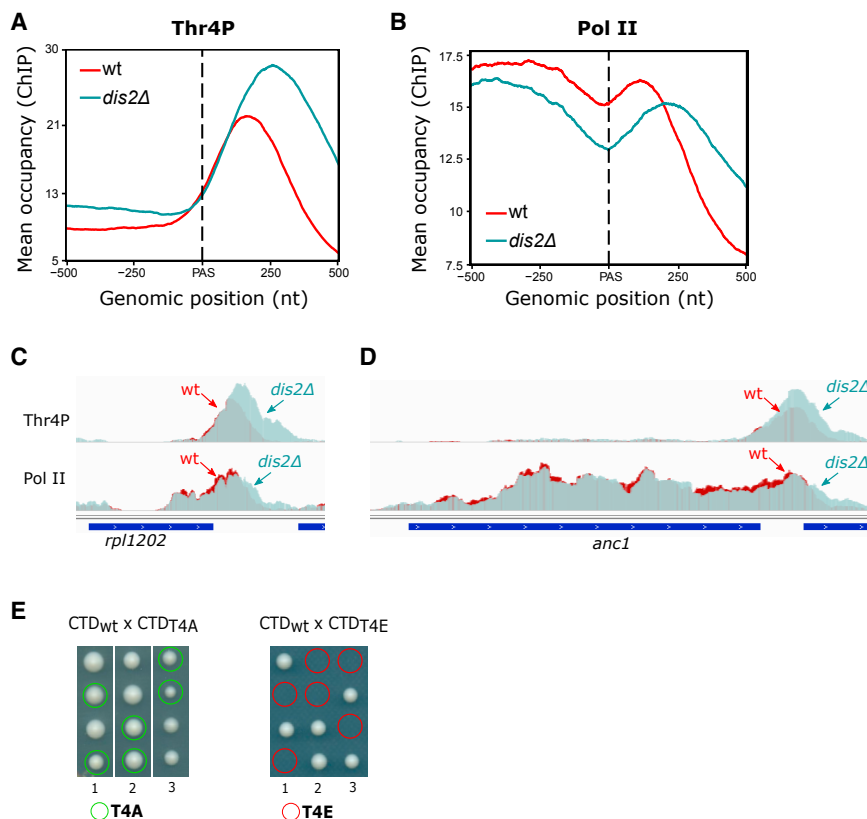 A
Thr4P
Mean occupancy (ChIP)
30
21
13
5
wt
dis2Δ
−500
−250
PAS
250
500
Genomic position (nt)
B
Pol II
Mean occupancy (ChIP)
17.5
15
12.5
10
7.5
wt
dis2Δ
−500
−250
PAS
250
500
Genomic position (nt)
C
Thr4P
wt
dis2Δ
Pol II
wt
dis2Δ
rpl1202
D
wt
dis2Δ
wt
dis2Δ
anc1
E
CTDwt x CTDT4A
1 2 3
T4A
CTDwt x CTDT4E
1 2 3
T4E